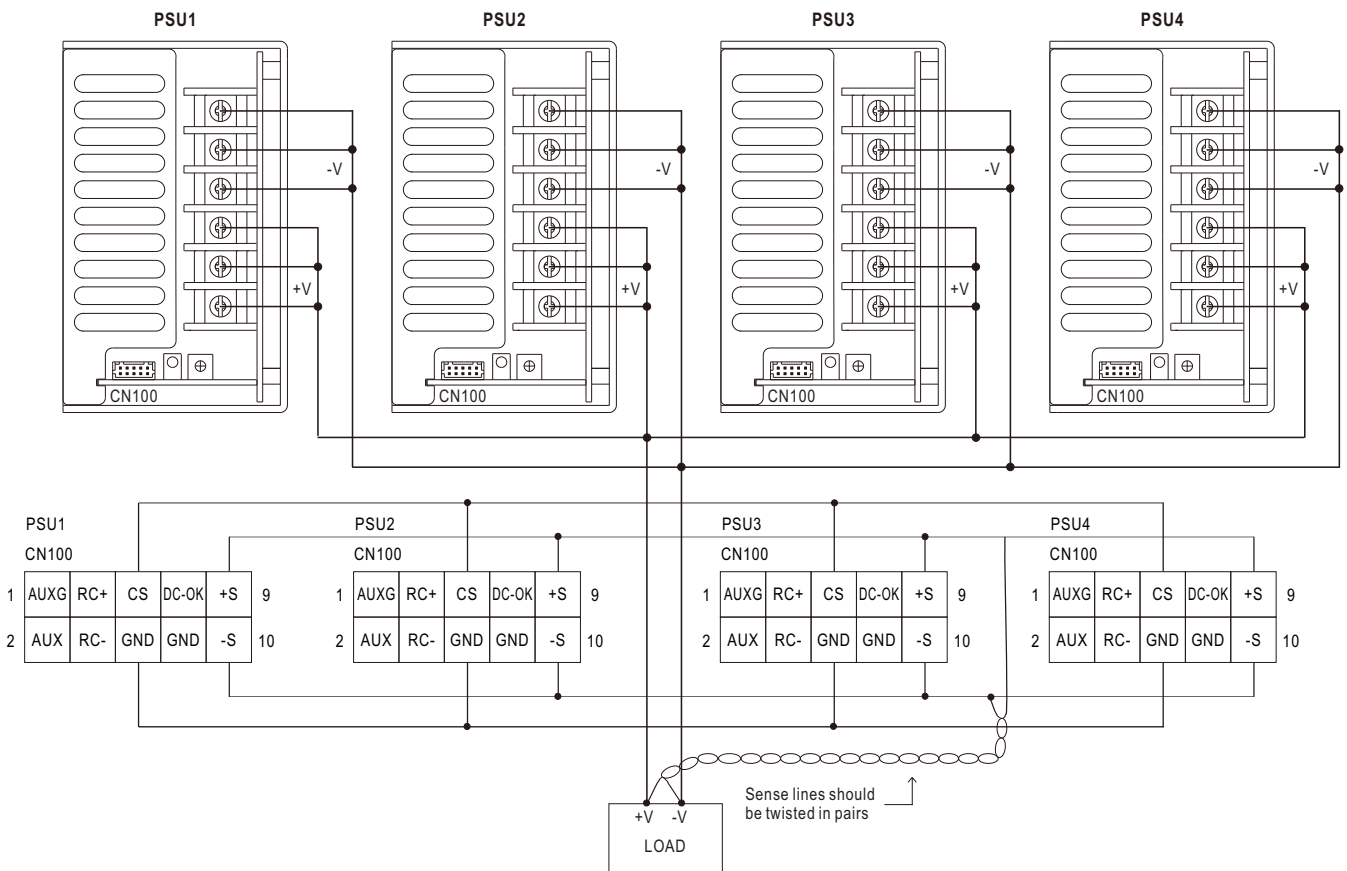 PSU1 PSU2 PSU3 PSU4
-V -V -V -V
+V +V +V +V
CN100 CN100 CN100 CN100
PSU1 PSU2 PSU3 PSU4
CN100 CN100 CN100 CN100
1 AUXG RC+ CS DC-OK +S 9 1 AUXG RC+ CS DC-OK +S 9 1 AUXG RC+ CS DC-OK +S 9 1 AUXG RC+ CS DC-OK +S 9
2 AUX RC- GND GND -S 10 2 AUX RC- GND GND -S 10 2 AUX RC- GND GND -S 10 2 AUX RC- GND GND -S 10
Sense lines should
be twisted in pairs
+V -V
LOAD